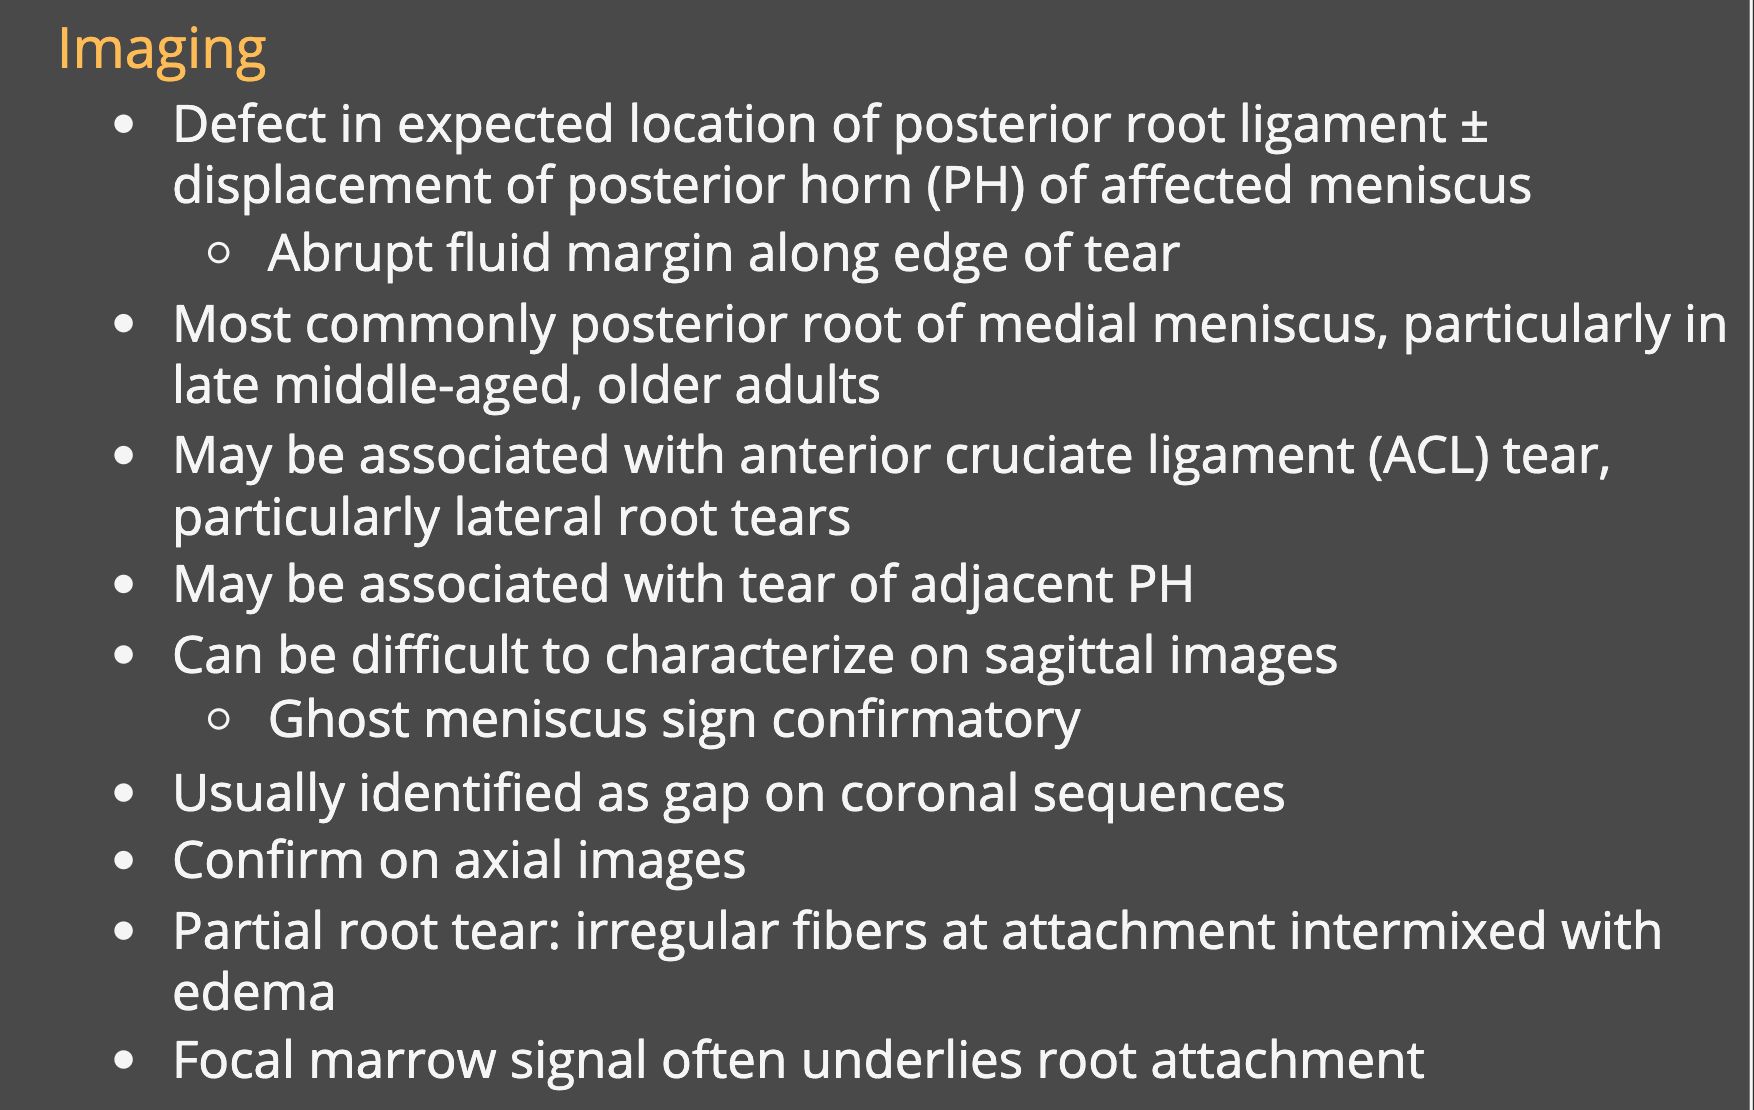 Imaging
• Defect in expected location of posterior root ligament ±
displacement of posterior horn (PH) of affected meniscus
○ Abrupt fluid margin along edge of tear
• Most commonly posterior root of medial meniscus, particularly in
late middle-aged, older adults
• May be associated with anterior cruciate ligament (ACL) tear,
particularly lateral root tears
• May be associated with tear of adjacent PH
• Can be difficult to characterize on sagittal images
○ Ghost meniscus sign confirmatory
• Usually identified as gap on coronal sequences
• Confirm on axial images
• Partial root tear: irregular fibers at attachment intermixed with
edema
• Focal marrow signal often underlies root attachment